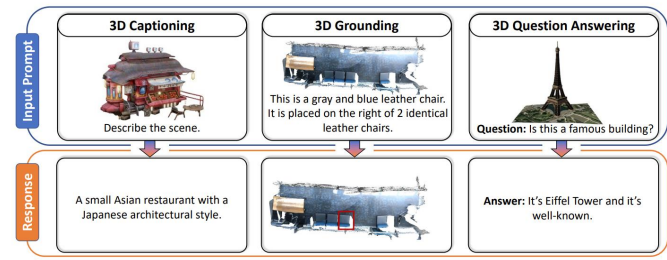 3D Captioning
3D Grounding
3D Question Answering
Input Prompt
Describe the scene.
This is a gray and blue leather chair.
It is placed on the right of 2 identical
leather chairs.
Question: Is this a famous building?
Response
A small Asian restaurant with a
Japanese architectural style.
Answer: It's Eiffel Tower and it's
well-known.